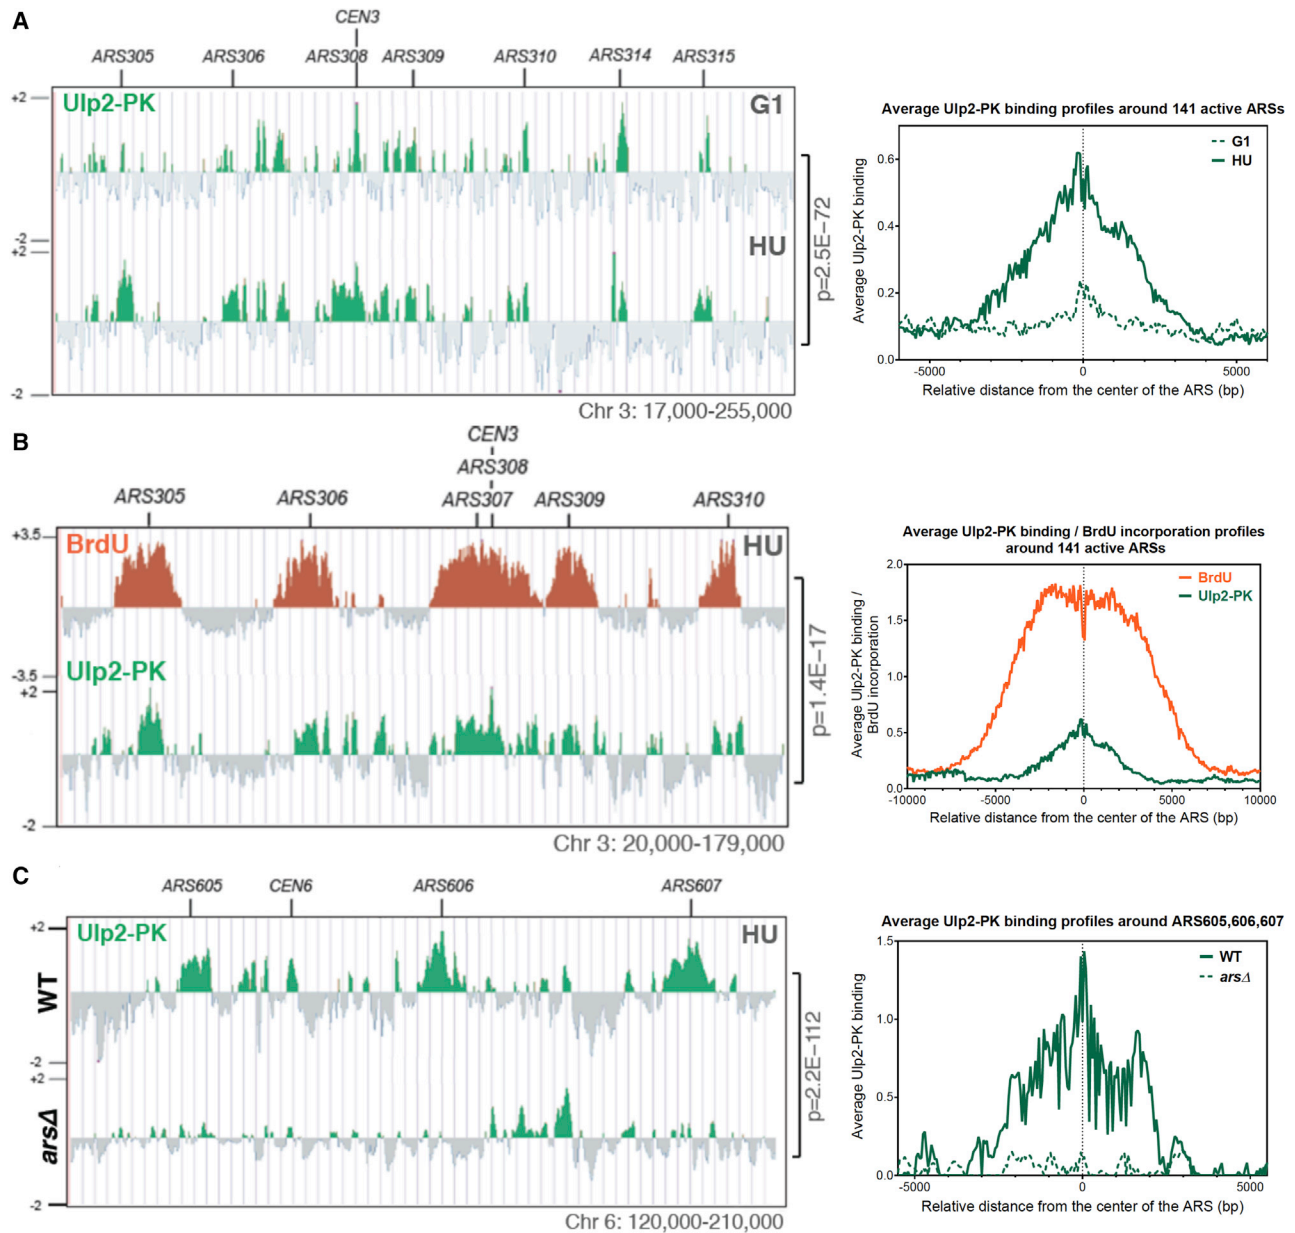 A
CEN3
ARS305 ARS306 ARS308 ARS309 ARS310 ARS314 ARS315
+2
Ulp2-PK
G1
-2
+2
HU
-2
p=2.5E−72
Chr 3: 17,000-255,000
Average Ulp2-PK binding profiles around 141 active ARSs
G1
HU
Average Ulp2-PK binding
0.6
0.4
0.2
0.0
-5000 0 5000
Relative distance from the center of the ARS (bp)
B
CEN3
ARS308
ARS305 ARS306 ARS307 ARS309 ARS310
+3.5
BrdU
HU
-3.5
Ulp2-PK
+2
-2
p=1.4E−17
Chr 3: 20,000-179,000
Average Ulp2-PK binding / BrdU incorporation profiles
around 141 active ARSs
BrdU
Ulp2-PK
Average Ulp2-PK binding /
BrdU incorporation
2.0
1.5
1.0
0.5
0.0
-10000 -5000 0 5000 10000
Relative distance from the center of the ARS (bp)
C
ARS605 CEN6 ARS606 ARS607
+2
Ulp2-PK
HU
WT
-2
+2
arsΔ
-2
p=2.2E−112
Chr 6: 120,000-210,000
Average Ulp2-PK binding profiles around ARS605,606,607
WT
arsΔ
Average Ulp2-PK binding
1.5
1.0
0.5
0.0
-5000 0 5000
Relative distance from the center of the ARS (bp)